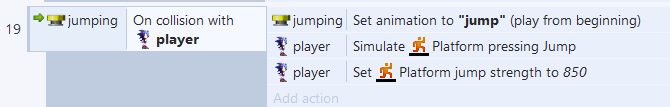 19
jumping On collision with player
jumping Set animation to "jump" (play from beginning)
player Simulate Platform pressing Jump
player Set Platform jump strength to 850
Add action